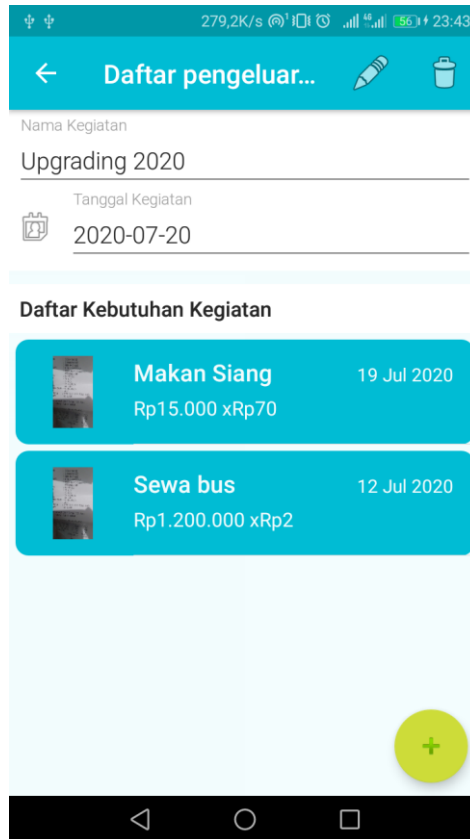 279,2K/s 56 23:43
Daftar pengeluar...
Nama Kegiatan
Upgrading 2020
Tanggal Kegiatan
2020-07-20
Daftar Kebutuhan Kegiatan
Makan Siang 19 Jul 2020
Rp15.000 xRp70
Sewa bus 12 Jul 2020
Rp1.200.000 xRp2